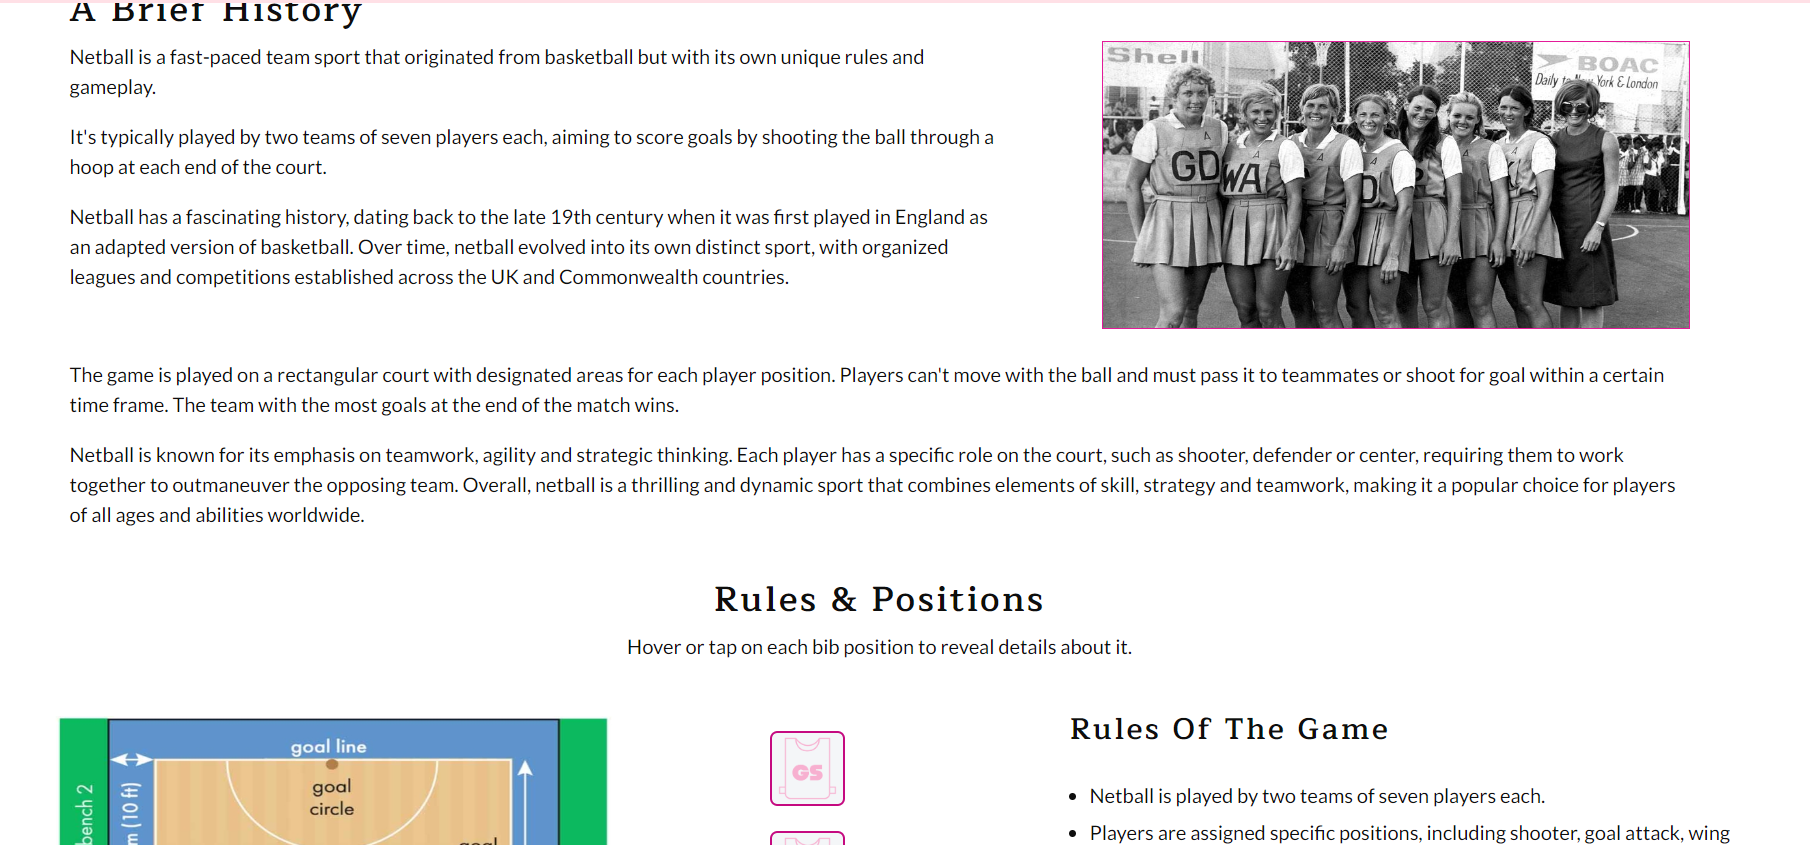 A Brief History
Netball is a fast-paced team sport that originated from basketball but with its own unique rules and
gameplay.
It's typically played by two teams of seven players each, aiming to score goals by shooting the ball through a
hoop at each end of the court.
Netball has a fascinating history, dating back to the late 19th century when it was first played in England as
an adapted version of basketball. Over time, netball evolved into its own distinct sport, with organized
leagues and competitions established across the UK and Commonwealth countries.
Shell
BOAC
Daily to York & London
GD
WA
D
The game is played on a rectangular court with designated areas for each player position. Players can't move with the ball and must pass it to teammates or shoot for goal within a certain
time frame. The team with the most goals at the end of the match wins.
Netball is known for its emphasis on teamwork, agility and strategic thinking. Each player has a specific role on the court, such as shooter, defender or center, requiring them to work
together to outmaneuver the opposing team. Overall, netball is a thrilling and dynamic sport that combines elements of skill, strategy and teamwork, making it a popular choice for players
of all ages and abilities worldwide.
Rules & Positions
Hover or tap on each bib position to reveal details about it.
bench 2
m (10 ft)
goal line
goal
circle
goal
GS
Rules Of The Game
Netball is played by two teams of seven players each.
Players are assigned specific positions, including shooter, goal attack, wing